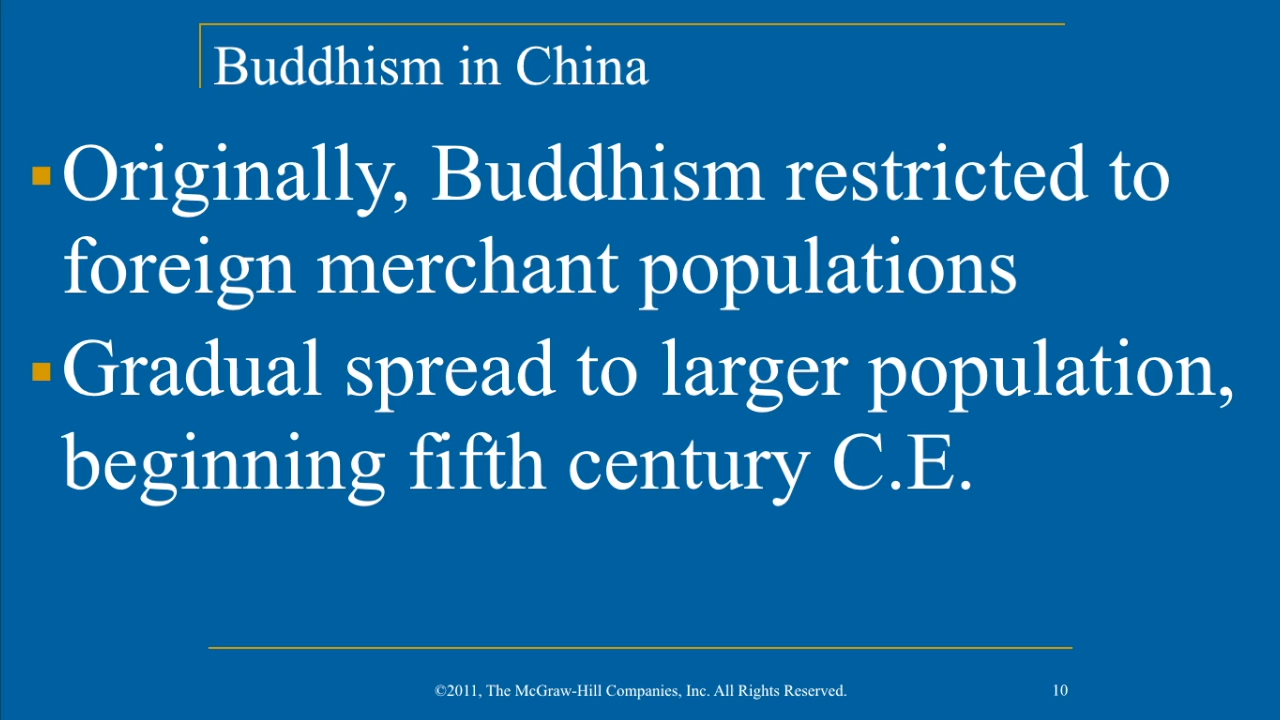 Buddhism in China
Originally, Buddhism restricted to
foreign merchant populations
Gradual spread to larger population,
beginning fifth century C.E.
©2011, The McGraw-Hill Companies, Inc. All Rights Reserved.
10